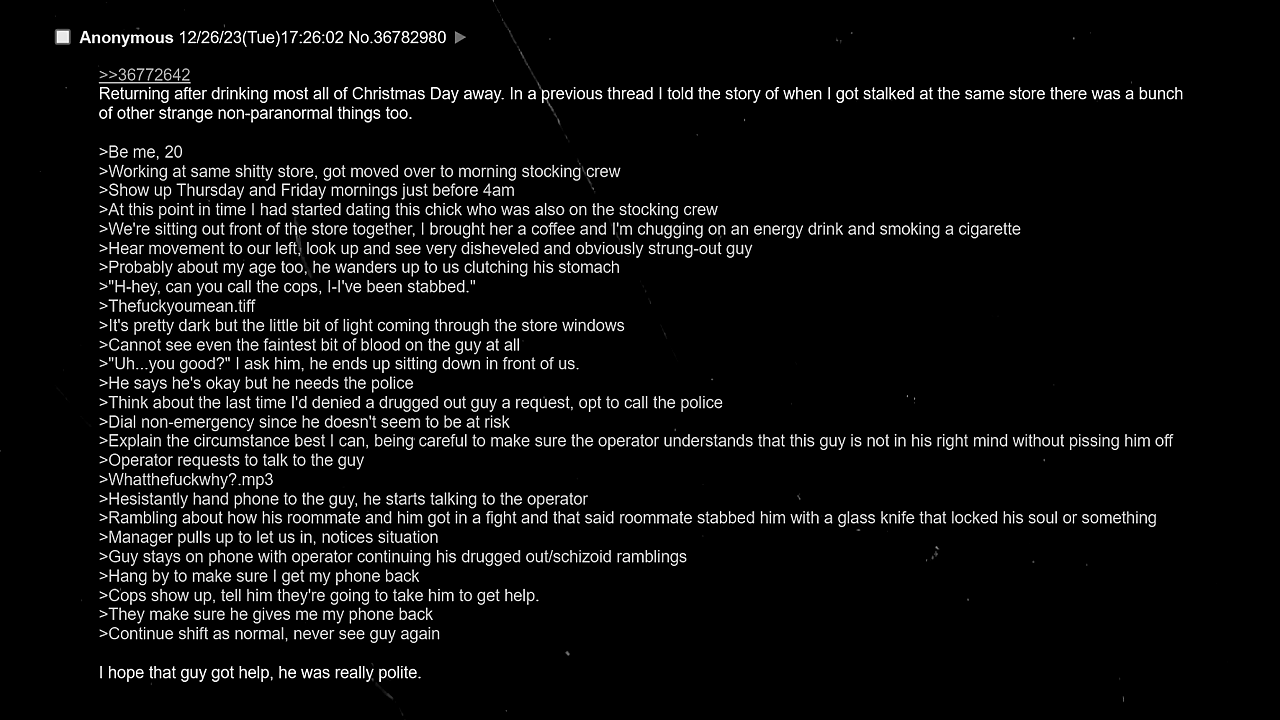 Anonymous 12/26/23(Tue)17:26:02 No.36782980 ▶
>>36772642
Returning after drinking most all of Christmas Day away. In a previous thread I told the story of when I got stalked at the same store there was a bunch
of other strange non-paranormal things too.
>Be me, 20
>Working at same shitty store, got moved over to morning stocking crew
>Show up Thursday and Friday mornings just before 4am
>At this point in time I had started dating this chick who was also on the stocking crew
>We're sitting out front of the store together, I brought her a coffee and I'm chugging on an energy drink and smoking a cigarette
>Hear movement to our left, look up and see very disheveled and obviously strung-out guy
>Probably about my age too, he wanders up to us clutching his stomach
>"H-hey, can you call the cops, I-I've been stabbed."
>Thefuckyoumean.tiff
>It's pretty dark but the little bit of light coming through the store windows
>Cannot see even the faintest bit of blood on the guy at all
>"Uh...you good?" I ask him, he ends up sitting down in front of us.
>He says he's okay but he needs the police
>Think about the last time I'd denied a drugged out guy a request, opt to call the police
>Dial non-emergency since he doesn't seem to be at risk
>Explain the circumstance best I can, being careful to make sure the operator understands that this guy is not in his right mind without pissing him off
>Operator requests to talk to the guy
>Whatthefuckwhy?.mp3
>Hesistantly hand phone to the guy, he starts talking to the operator
>Rambling about how his roommate and him got in a fight and that said roommate stabbed him with a glass knife that locked his soul or something
>Manager pulls up to let us in, notices situation
>Guy stays on phone with operator continuing his drugged out/schizoid ramblings
>Hang by to make sure I get my phone back
>Cops show up, tell him they're going to take him to get help.
>They make sure he gives me my phone back
>Continue shift as normal, never see guy again
I hope that guy got help, he was really polite.